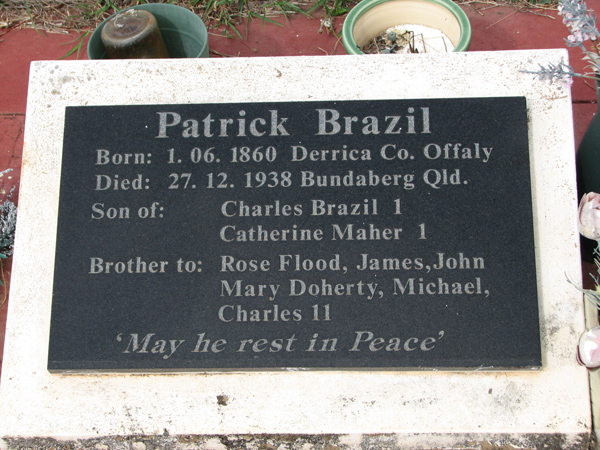 Patrick Brazil
Born: 1. 06. 1860 Derrica Co. Offaly
Died: 27. 12. 1938 Bundaberg Qld.
Son of: Charles Brazil 1
Catherine Maher 1
Brother to: Rose Flood, James,John
Mary Doherty, Michael,
Charles 11
‘May he rest in Peace’